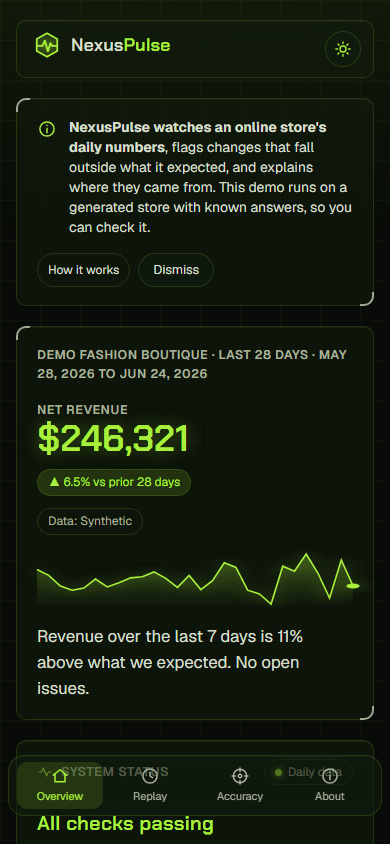 NexusPulse
NexusPulse watches an online store's
daily numbers, flags changes that fall
outside what it expected, and explains
where they came from. This demo runs on a
generated store with known answers, so you
can check it.
How it works
Dismiss
DEMO FASHION BOUTIQUE · LAST 28 DAYS · MAY
28, 2026 TO JUN 24, 2026
NET REVENUE
$246,321
▲ 6.5% vs prior 28 days
Data: Synthetic
Revenue over the last 7 days is 11%
above what we expected. No open
issues.
SYSTEM STATUS
Daily data
Overview
Replay
Accuracy
About
All checks passing